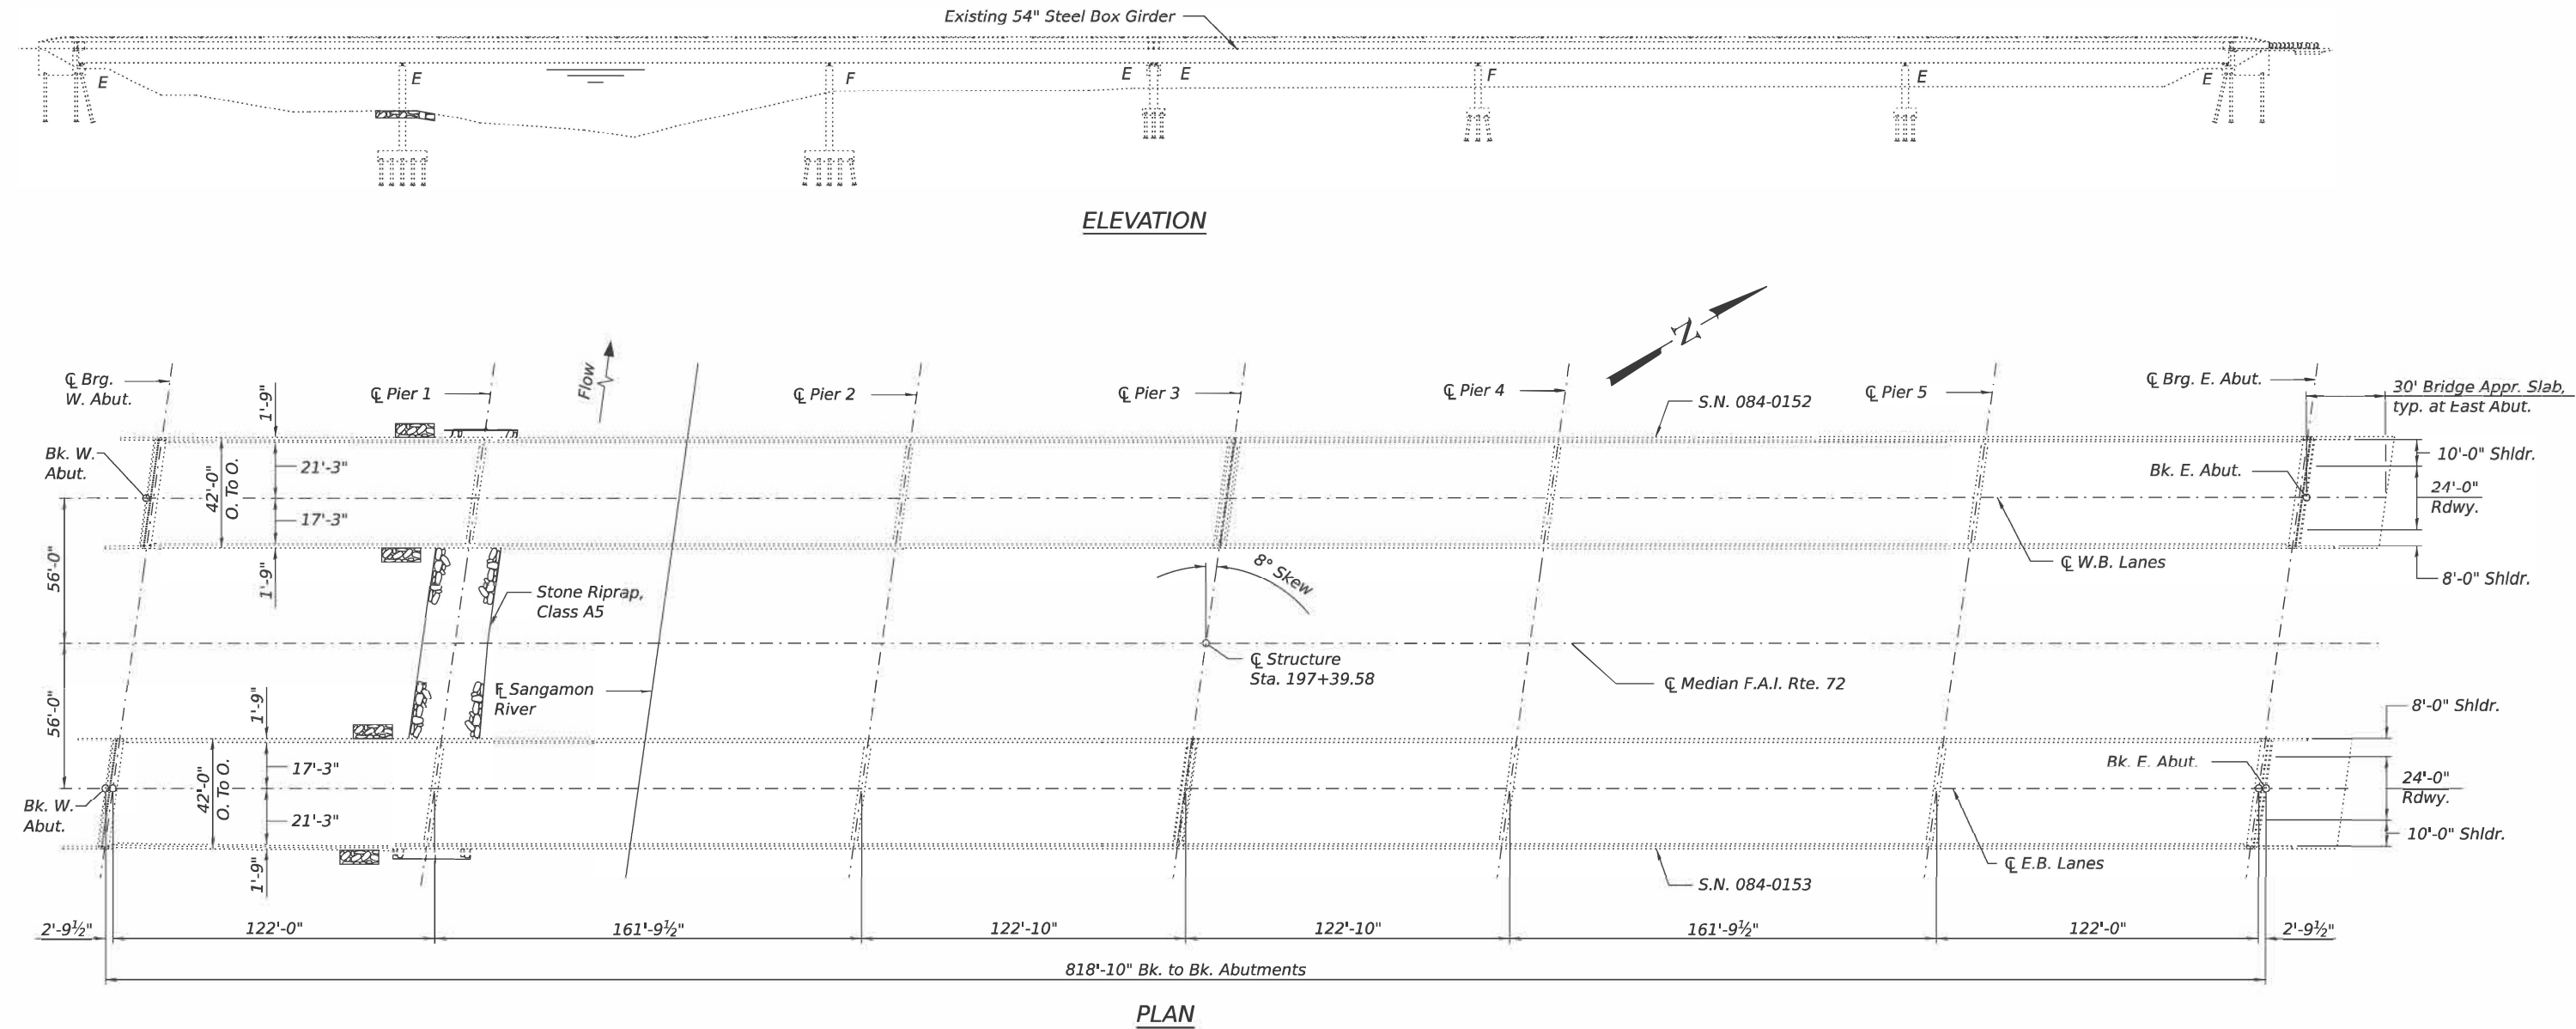 Existing 54" Steel Box Girder
E
E
F
E
E
F
E
E
ELEVATION
N
℄ Brg.
W. Abut.
℄ Pier 1
Flow
℄ Pier 2
℄ Pier 3
℄ Pier 4
℄ Pier 5
℄ Brg. E. Abut.
30' Bridge Appr. Slab,
typ. at East Abut.
S.N. 084-0152
1'-9"
Bk. W.
Abut.
42'-0"
O. To O.
21'-3"
17'-3"
1'-9"
Bk. E. Abut.
10'-0" Shldr.
24'-0"
Rdwy.
8'-0" Shldr.
℄ W.B. Lanes
56'-0"
Stone Riprap,
Class A5
8° Skew
℄ Structure
Sta. 197+39.58
℄ Median F.A.I. Rte. 72
56'-0"
F̵L Sangamon
River
1'-9"
17'-3"
42'-0"
O. To O.
21'-3"
1'-9"
Bk. W.
Abut.
8'-0" Shldr.
Bk. E. Abut.
24'-0"
Rdwy.
10'-0" Shldr.
℄ E.B. Lanes
S.N. 084-0153
2'-9½" 122'-0" 161'-9½" 122'-10" 122'-10" 161'-9½" 122'-0" 2'-9½"
818'-10" Bk. to Bk. Abutments
PLAN